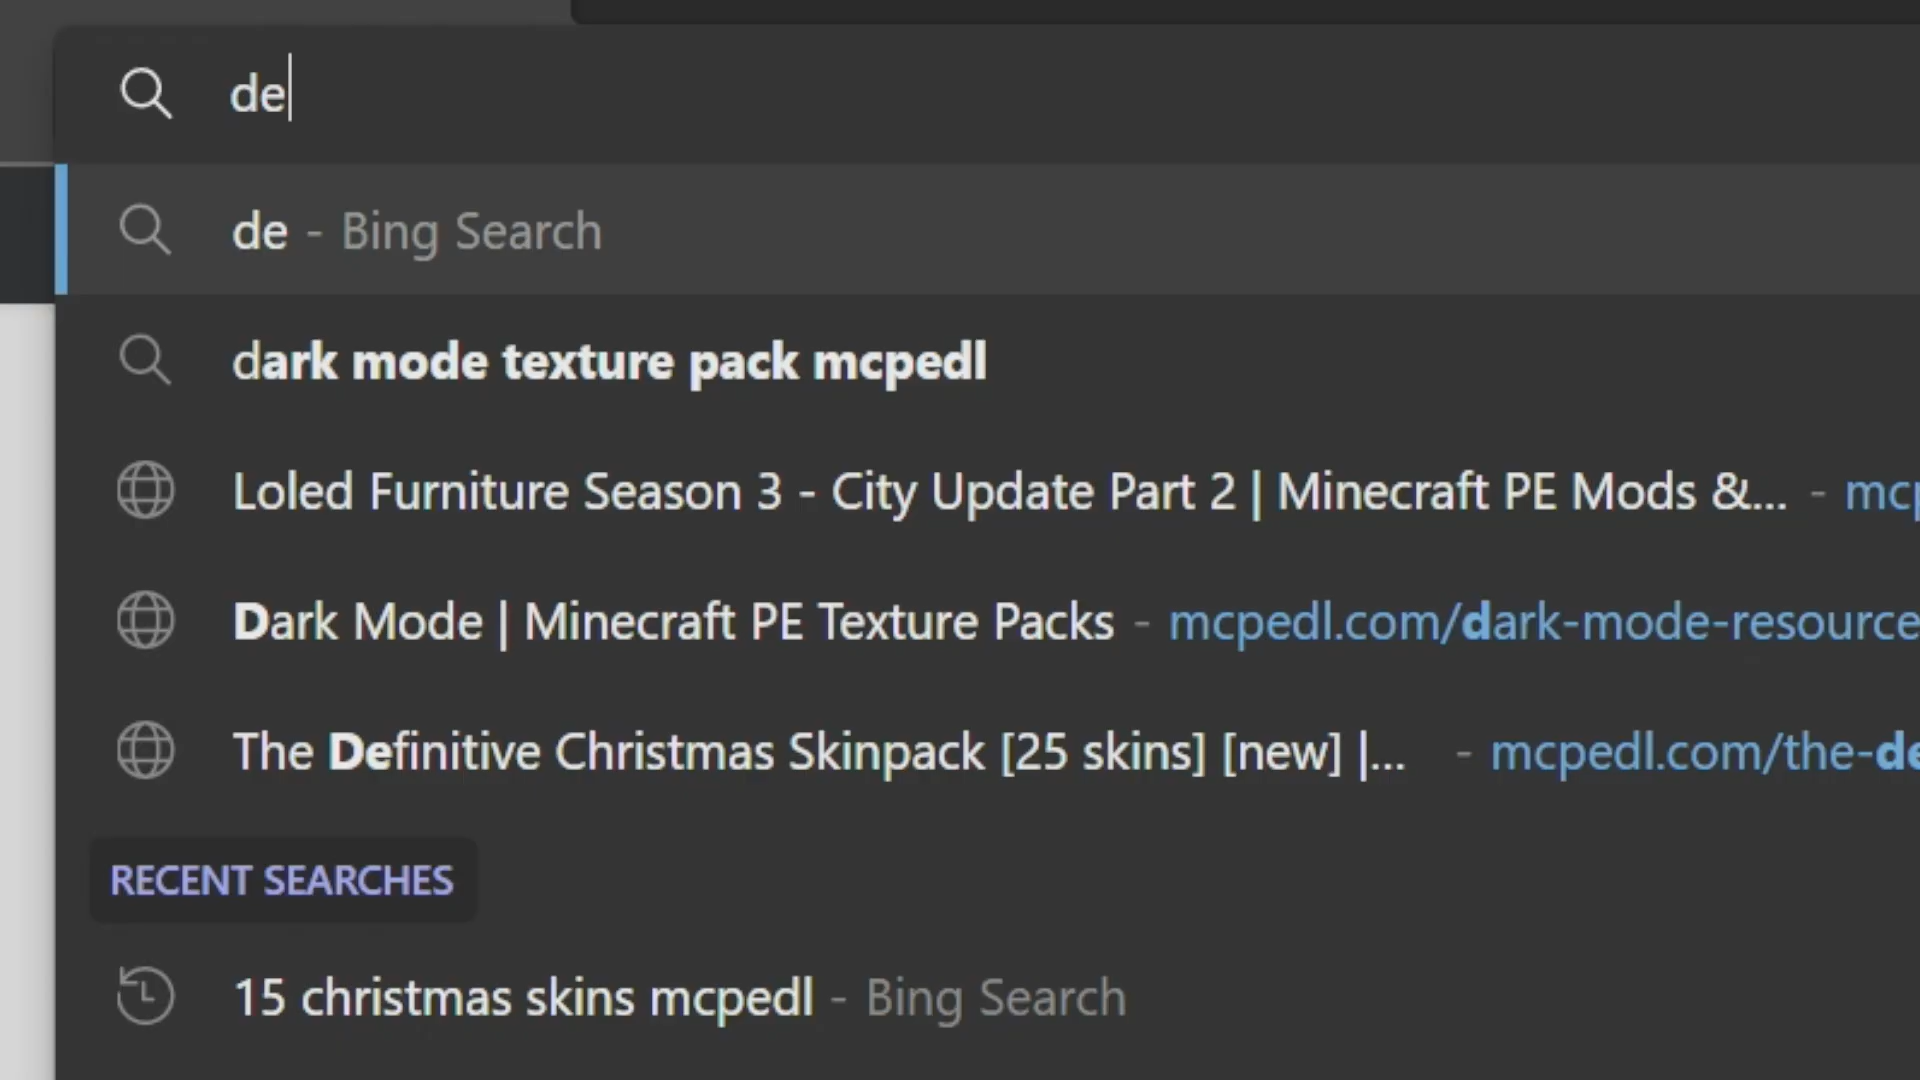 de
de - Bing Search
dark mode texture pack mcpedl
Loled Furniture Season 3 - City Update Part 2 | Minecraft PE Mods &... - mcp
Dark Mode | Minecraft PE Texture Packs - mcpedl.com/dark-mode-resource
The Definitive Christmas Skinpack [25 skins] [new] |... - mcpedl.com/the-de
RECENT SEARCHES
15 christmas skins mcpedl - Bing Search